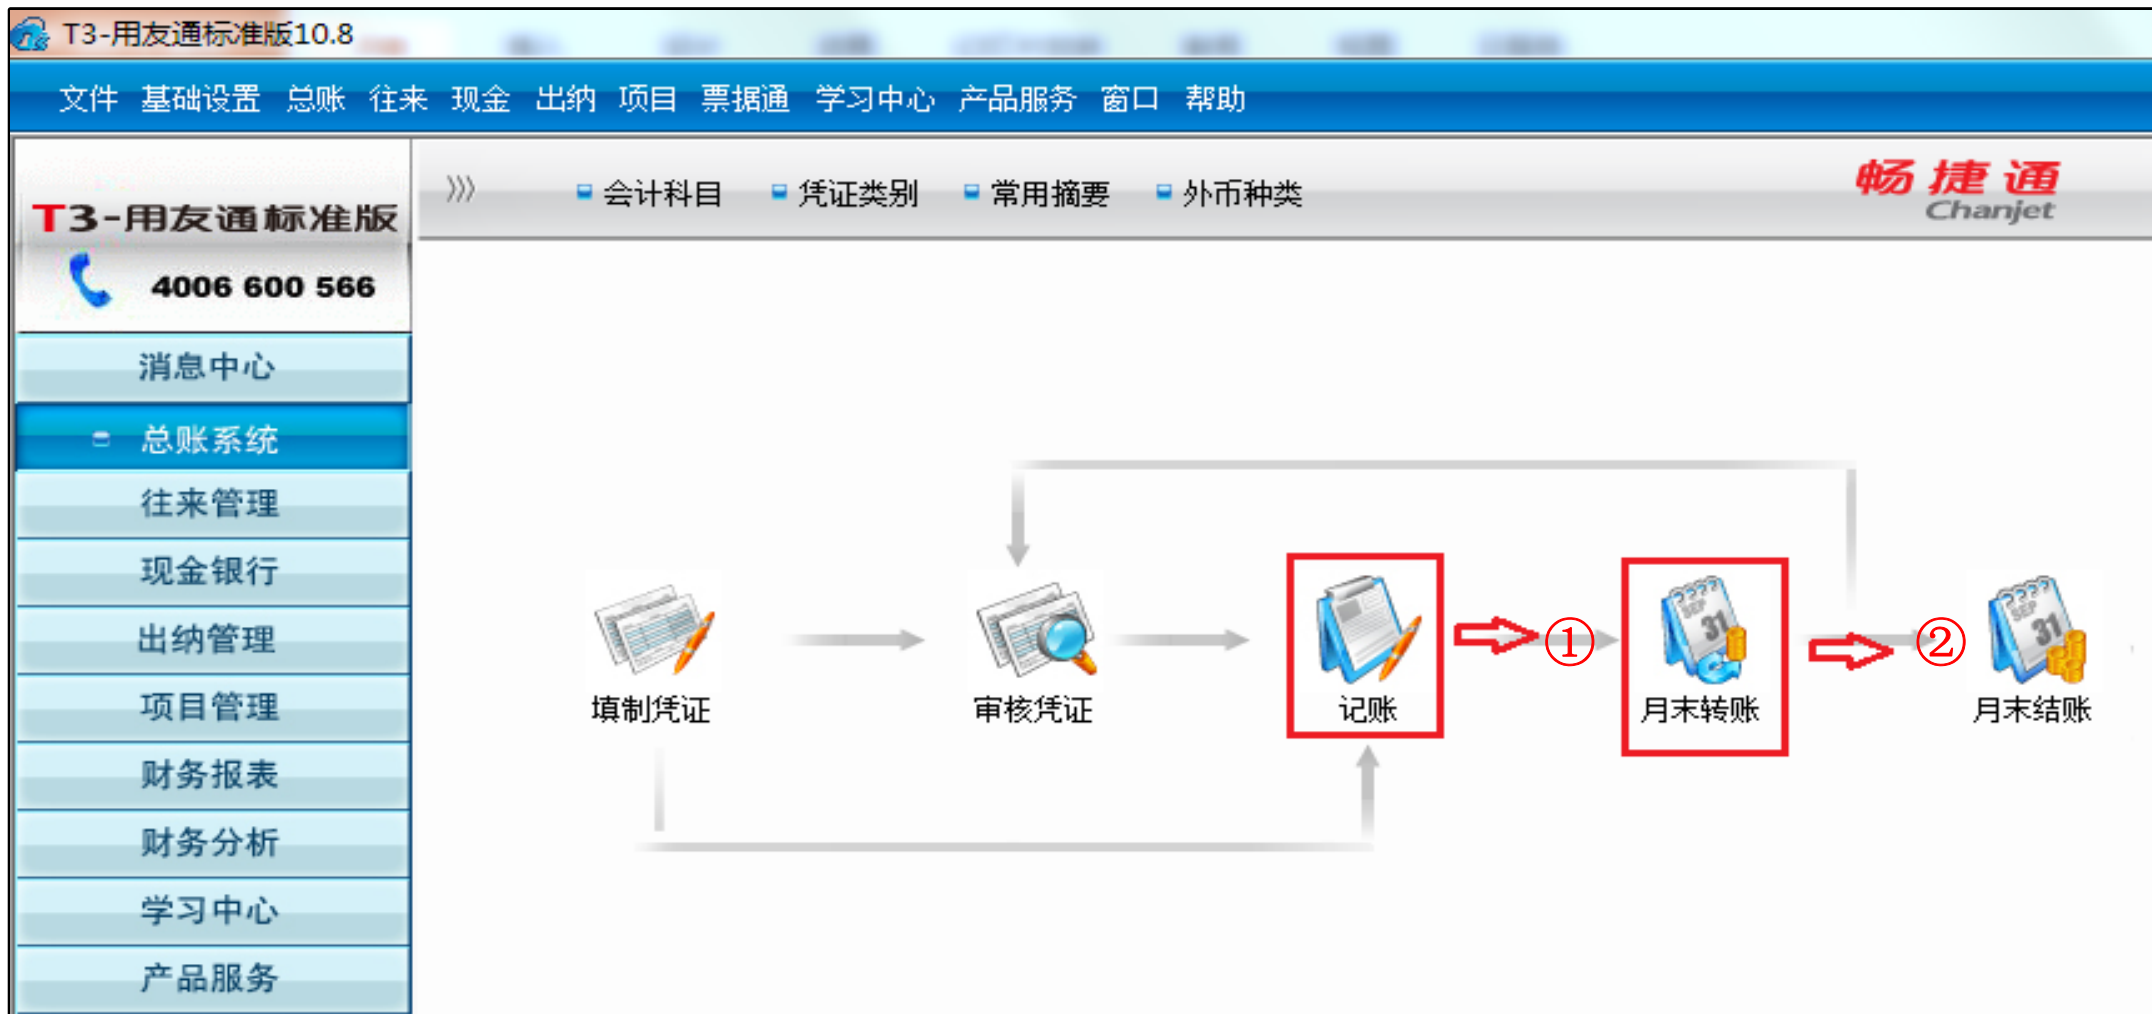 T3-用友通标准版10.8
文件 基础设置 总账 往来 现金 出纳 项目 票据通 学习中心 产品服务 窗口 帮助
T3-用友通标准版
4006 600 566
会计科目 凭证类别 常用摘要 外币种类
畅捷通
Chanjet
消息中心
总账系统
往来管理
现金银行
出纳管理
项目管理
财务报表
财务分析
学习中心
产品服务
① ②
填制凭证 审核凭证 记账 月末转账 月末结账